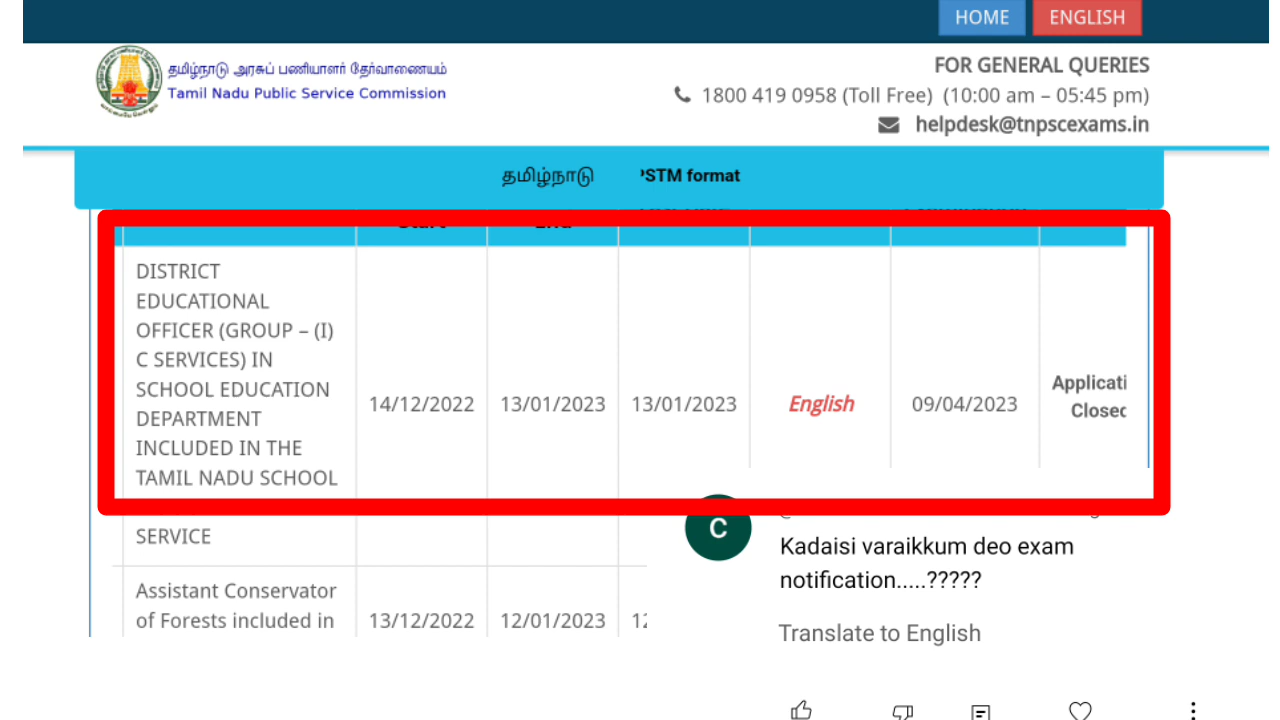 HOME ENGLISH
தமிழ்நாடு அரசுப் பணியாளர் தேர்வாணையம்
Tamil Nadu Public Service Commission
FOR GENERAL QUERIES
1800 419 0958 (Toll Free) (10:00 am – 05:45 pm)
helpdesk@tnpscexams.in
தமிழ்நாடு PSTM format
DISTRICT
EDUCATIONAL
OFFICER (GROUP – (I)
C SERVICES) IN
SCHOOL EDUCATION
DEPARTMENT
INCLUDED IN THE
TAMIL NADU SCHOOL
SERVICE
14/12/2022 13/01/2023 13/01/2023 English 09/04/2023
Applicati
Closed
Assistant Conservator
of Forests included in
13/12/2022 12/01/2023 12
C
Kadaisi varaikkum deo exam
notification.....?????
Translate to English